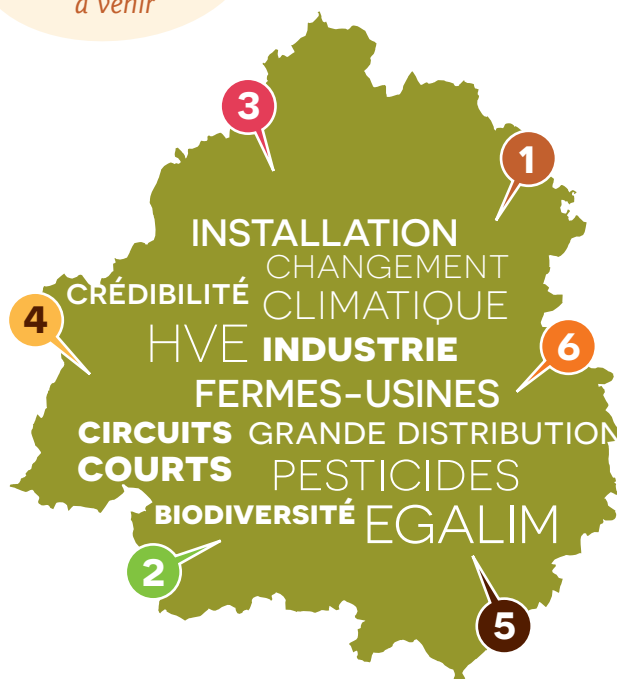 à venir
3
1
INSTALLATION
CHANGEMENT
CRÉDIBILITÉ CLIMATIQUE
4
HVE INDUSTRIE
6
FERMES-USINES
CIRCUITS GRANDE DISTRIBUTION
COURTS PESTICIDES
BIODIVERSITÉ EGALIM
2
5